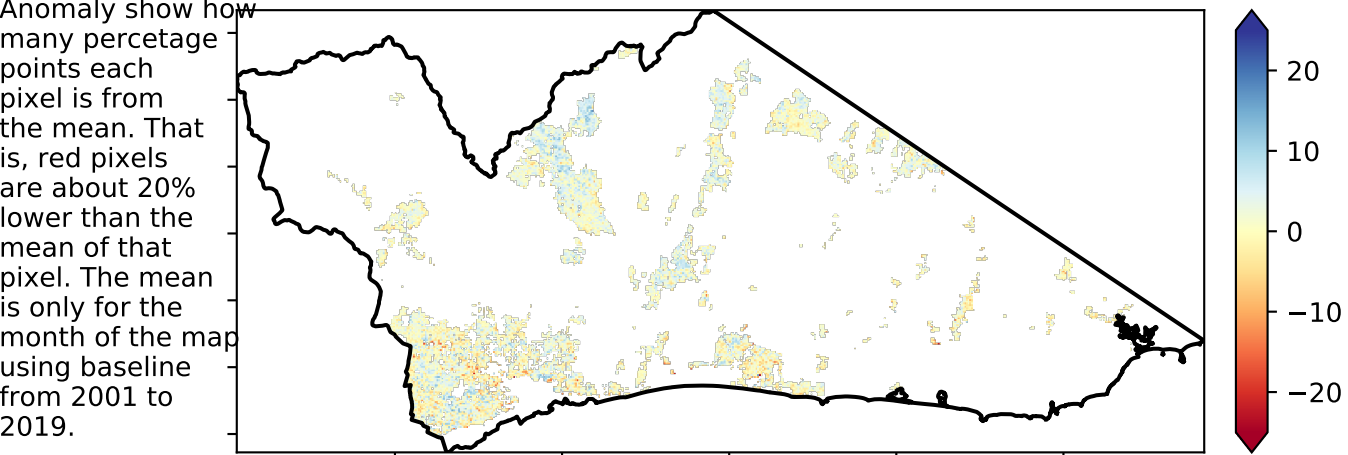 Anomaly show how
many percetage
points each
pixel is from
the mean. That
is, red pixels
are about 20%
lower than the
mean of that
pixel. The mean
is only for the
month of the map
using baseline
from 2001 to
2019.
20
10
0
−10
−20